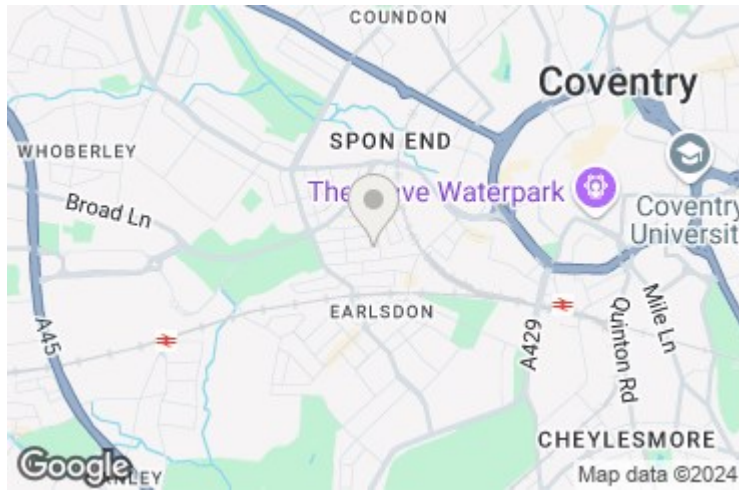 COUNDON
Coventry
SPON END
WHOBERLEY
The Wave Waterpark
Broad Ln
Coventry
Universit
EARLSDON
A45
A429
Quinton Rd
Mile Ln
CHEYLESMORE
Google
Map data ©2024